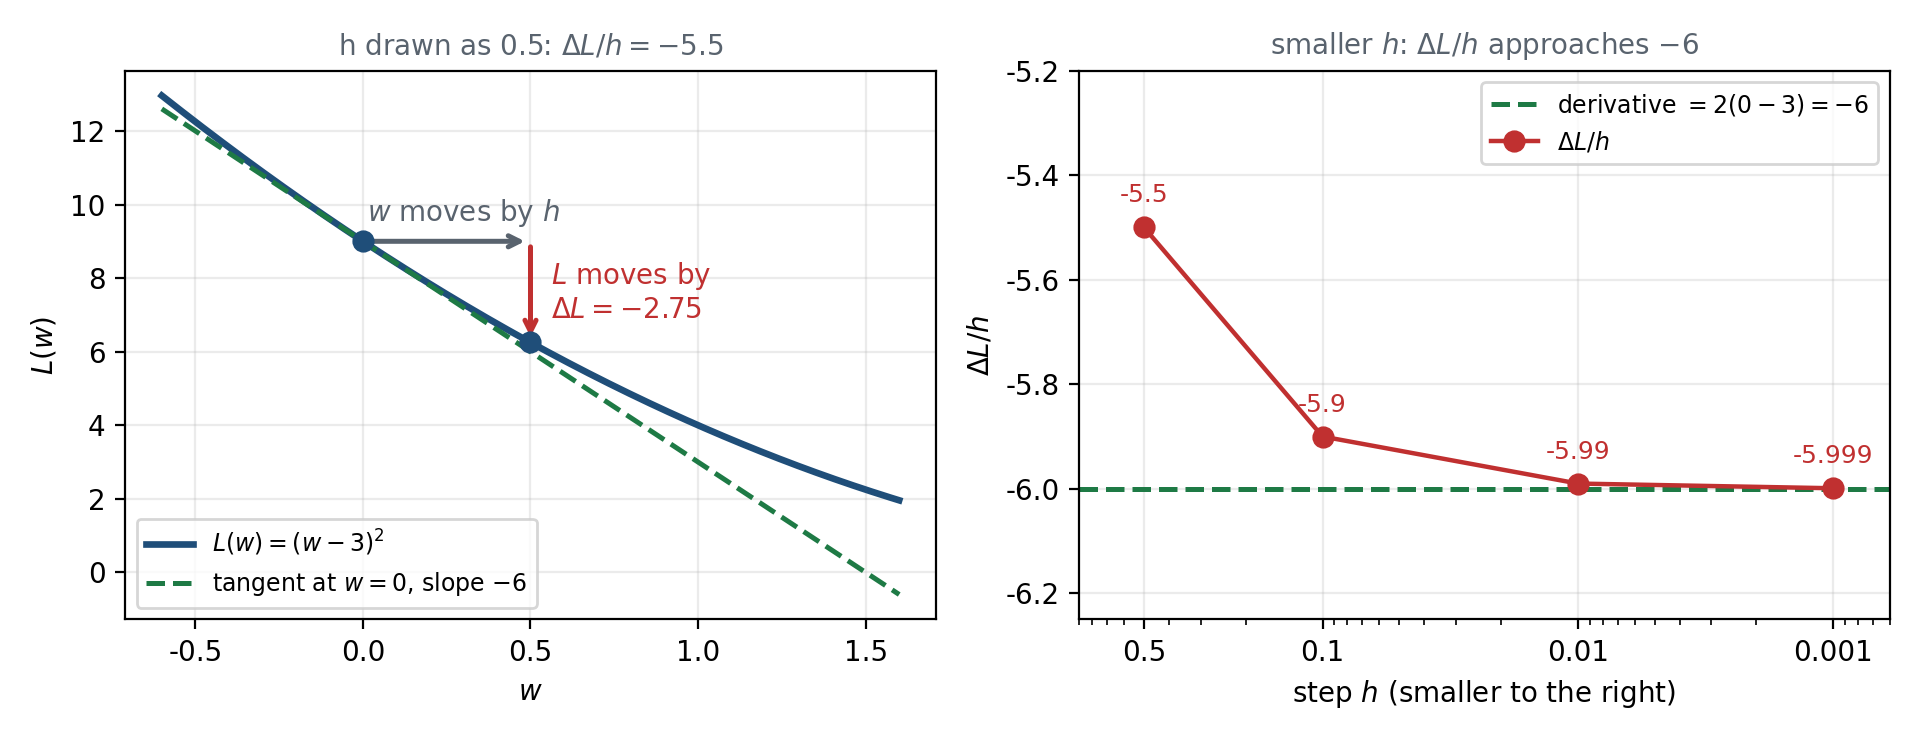 h drawn as 0.5: ΔL/h = −5.5
L(w)
12
10
8
6
4
2
0
w moves by h
L moves by
ΔL = −2.75
L(w) = (w − 3)²
tangent at w = 0, slope −6
-0.5
0.0
0.5
1.0
1.5
w
smaller h: ΔL/h approaches −6
ΔL/h
-5.2
-5.4
-5.6
-5.8
-6.0
-6.2
derivative = 2(0 − 3) = −6
ΔL/h
-5.5
-5.9
-5.99
-5.999
0.5
0.1
0.01
0.001
step h (smaller to the right)